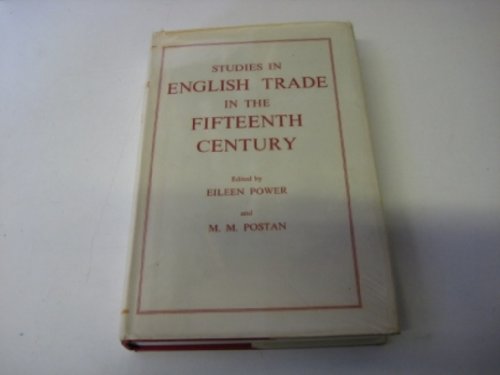 STUDIES IN
ENGLISH TRADE
IN THE
FIFTEENTH
CENTURY
Edited by
EILEEN POWER
and
M. M. POSTAN